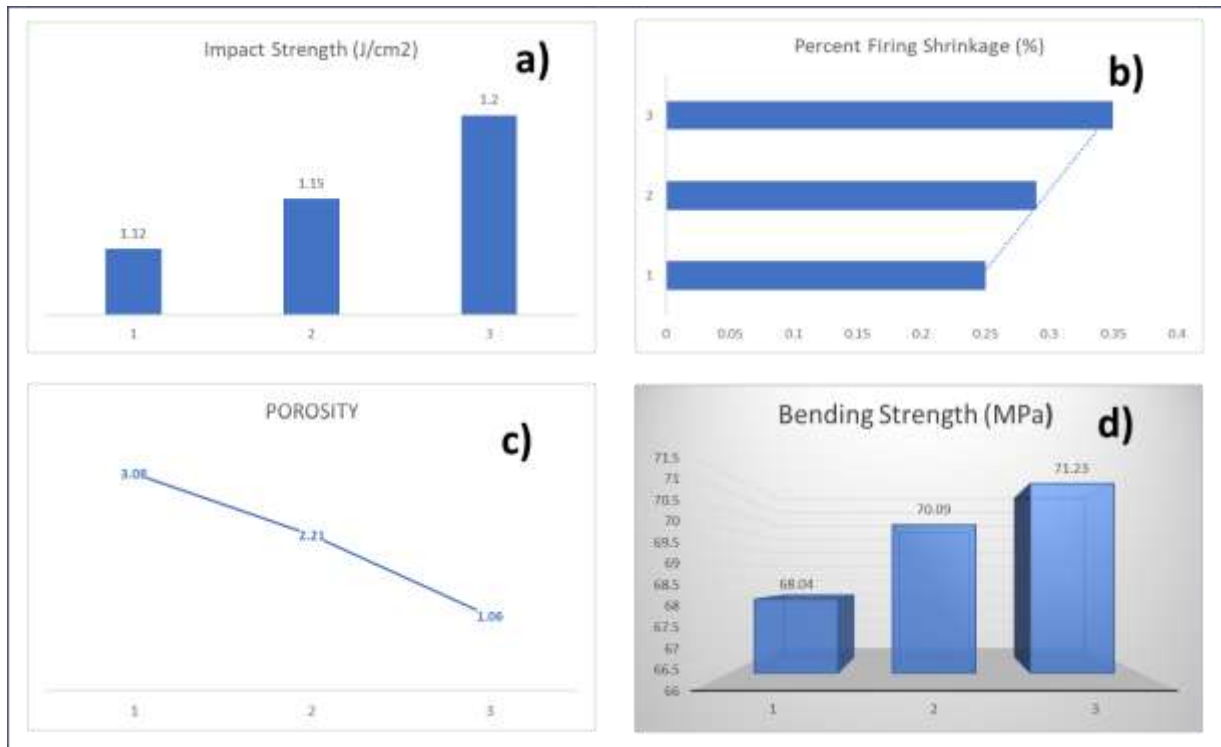 Impact Strength (J/cm2)
a)
1.2
1.15
1.12
1 2 3
Percent Firing Shrinkage (%)
b)
3
2
1
0 0.05 0.1 0.15 0.2 0.25 0.3 0.35 0.4
POROSITY
c)
3.08
2.21
1.06
1 2 3
Bending Strength (MPa)
d)
71.5
71
70.5
70
69.5
69
68.5
68
67.5
67
66.5
66
71.23
70.09
68.04
1 2 3